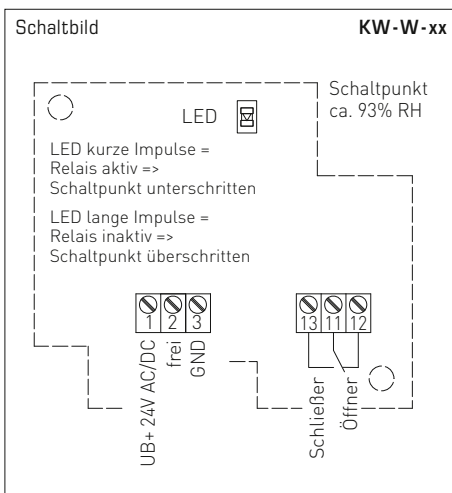 Schaltbild KW-W-xx
Schaltpunkt
ca. 93% RH
LED
LED kurze Impulse =
Relais aktiv =>
Schaltpunkt unterschritten
LED lange Impulse =
Relais inaktiv =>
Schaltpunkt überschritten
1 2 3
13 11 12
UB+ 24V AC/DC
frei
GND
Schließer
Öffner